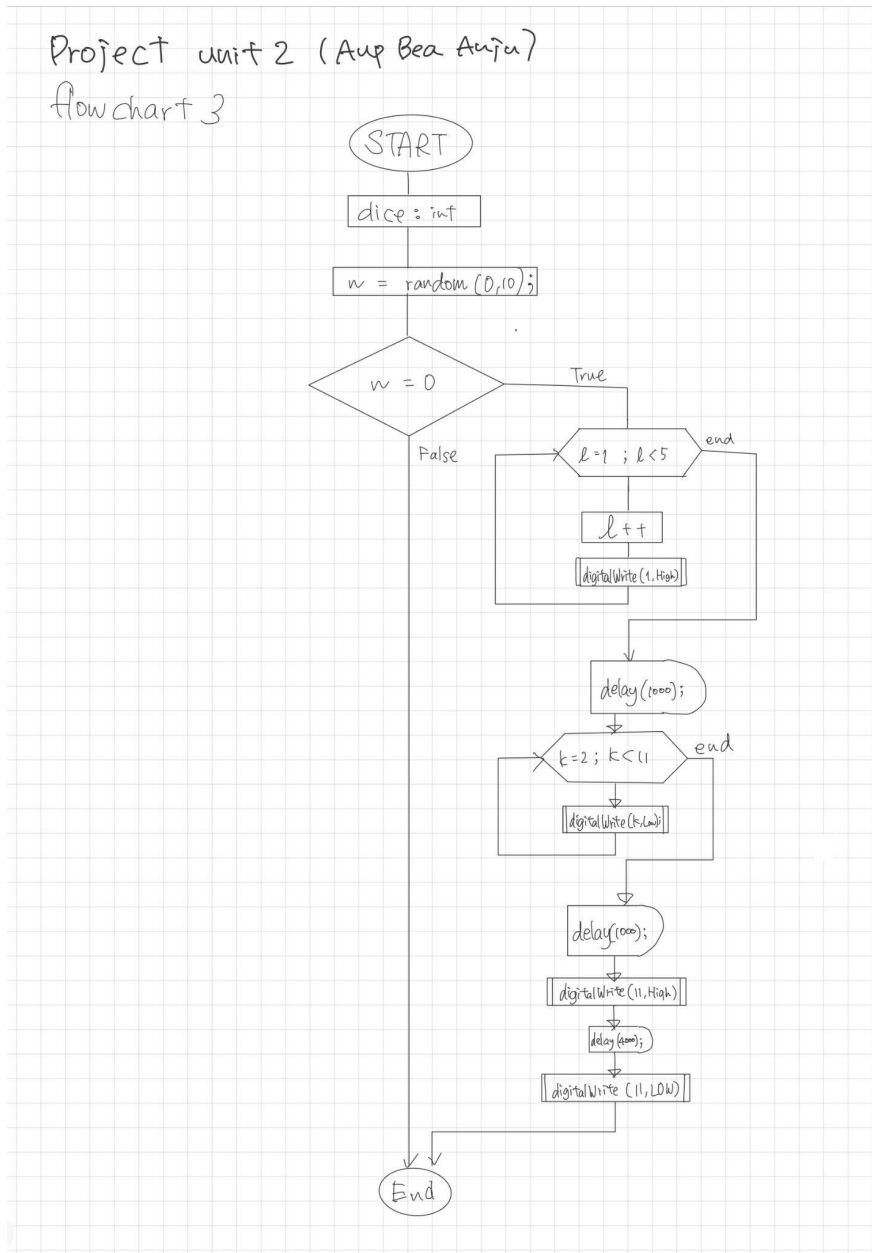 Project unit 2 (Aup Bea Anju)
flow chart 3
START
dice : int
n = random (0,10);
n = 0
True
False
l=1 ; l<5
end
l++
digitalWrite(1,High)
delay(1000);
k=2 ; k<11
end
digitalWrite(k,Low);
delay(1000);
digitalWrite(11,High)
delay(4000);
digitalWrite (11,LOW)
End